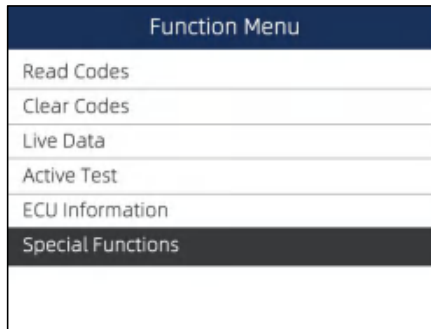 Function Menu
Read Codes
Clear Codes
Live Data
Active Test
ECU Information
Special Functions